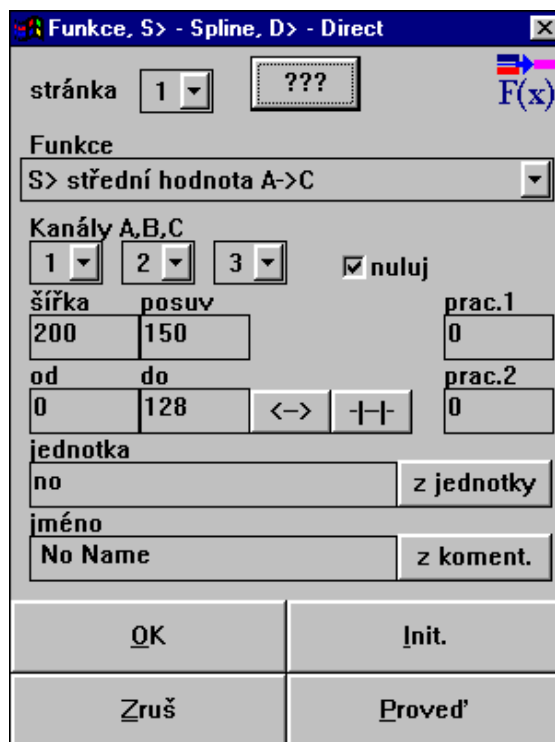 Funkce, S> - Spline, D> - Direct
stránka 1 ???
F(x)
Funkce
S> střední hodnota A->C
Kanály A,B,C
1 2 3 nuluj
šířka posuv prac.1
200 150 0
od do prac.2
0 128 <-> -|-|- 0
jednotka
no z jednotky
jméno
No Name z koment.
OK Init.
Zruš Proveď